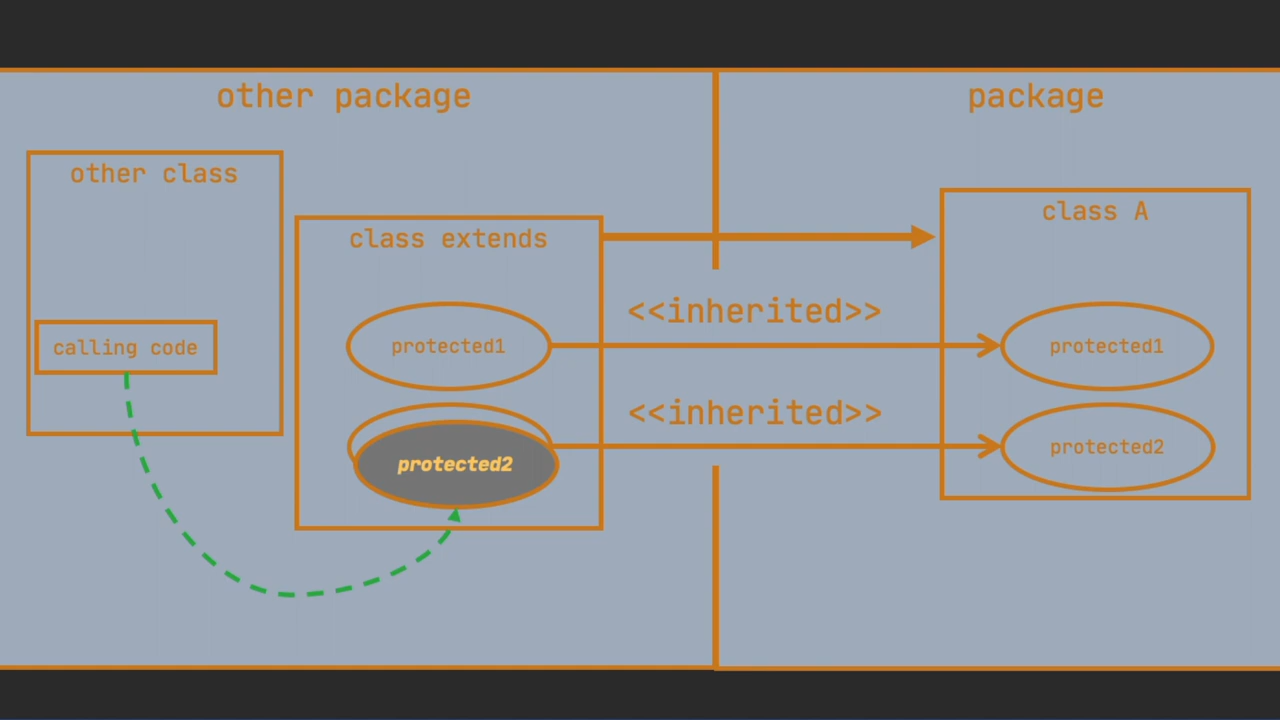 other package
package
other class
class A
class extends
<<inherited>>
protected1
protected1
calling code
<<inherited>>
protected2
protected2